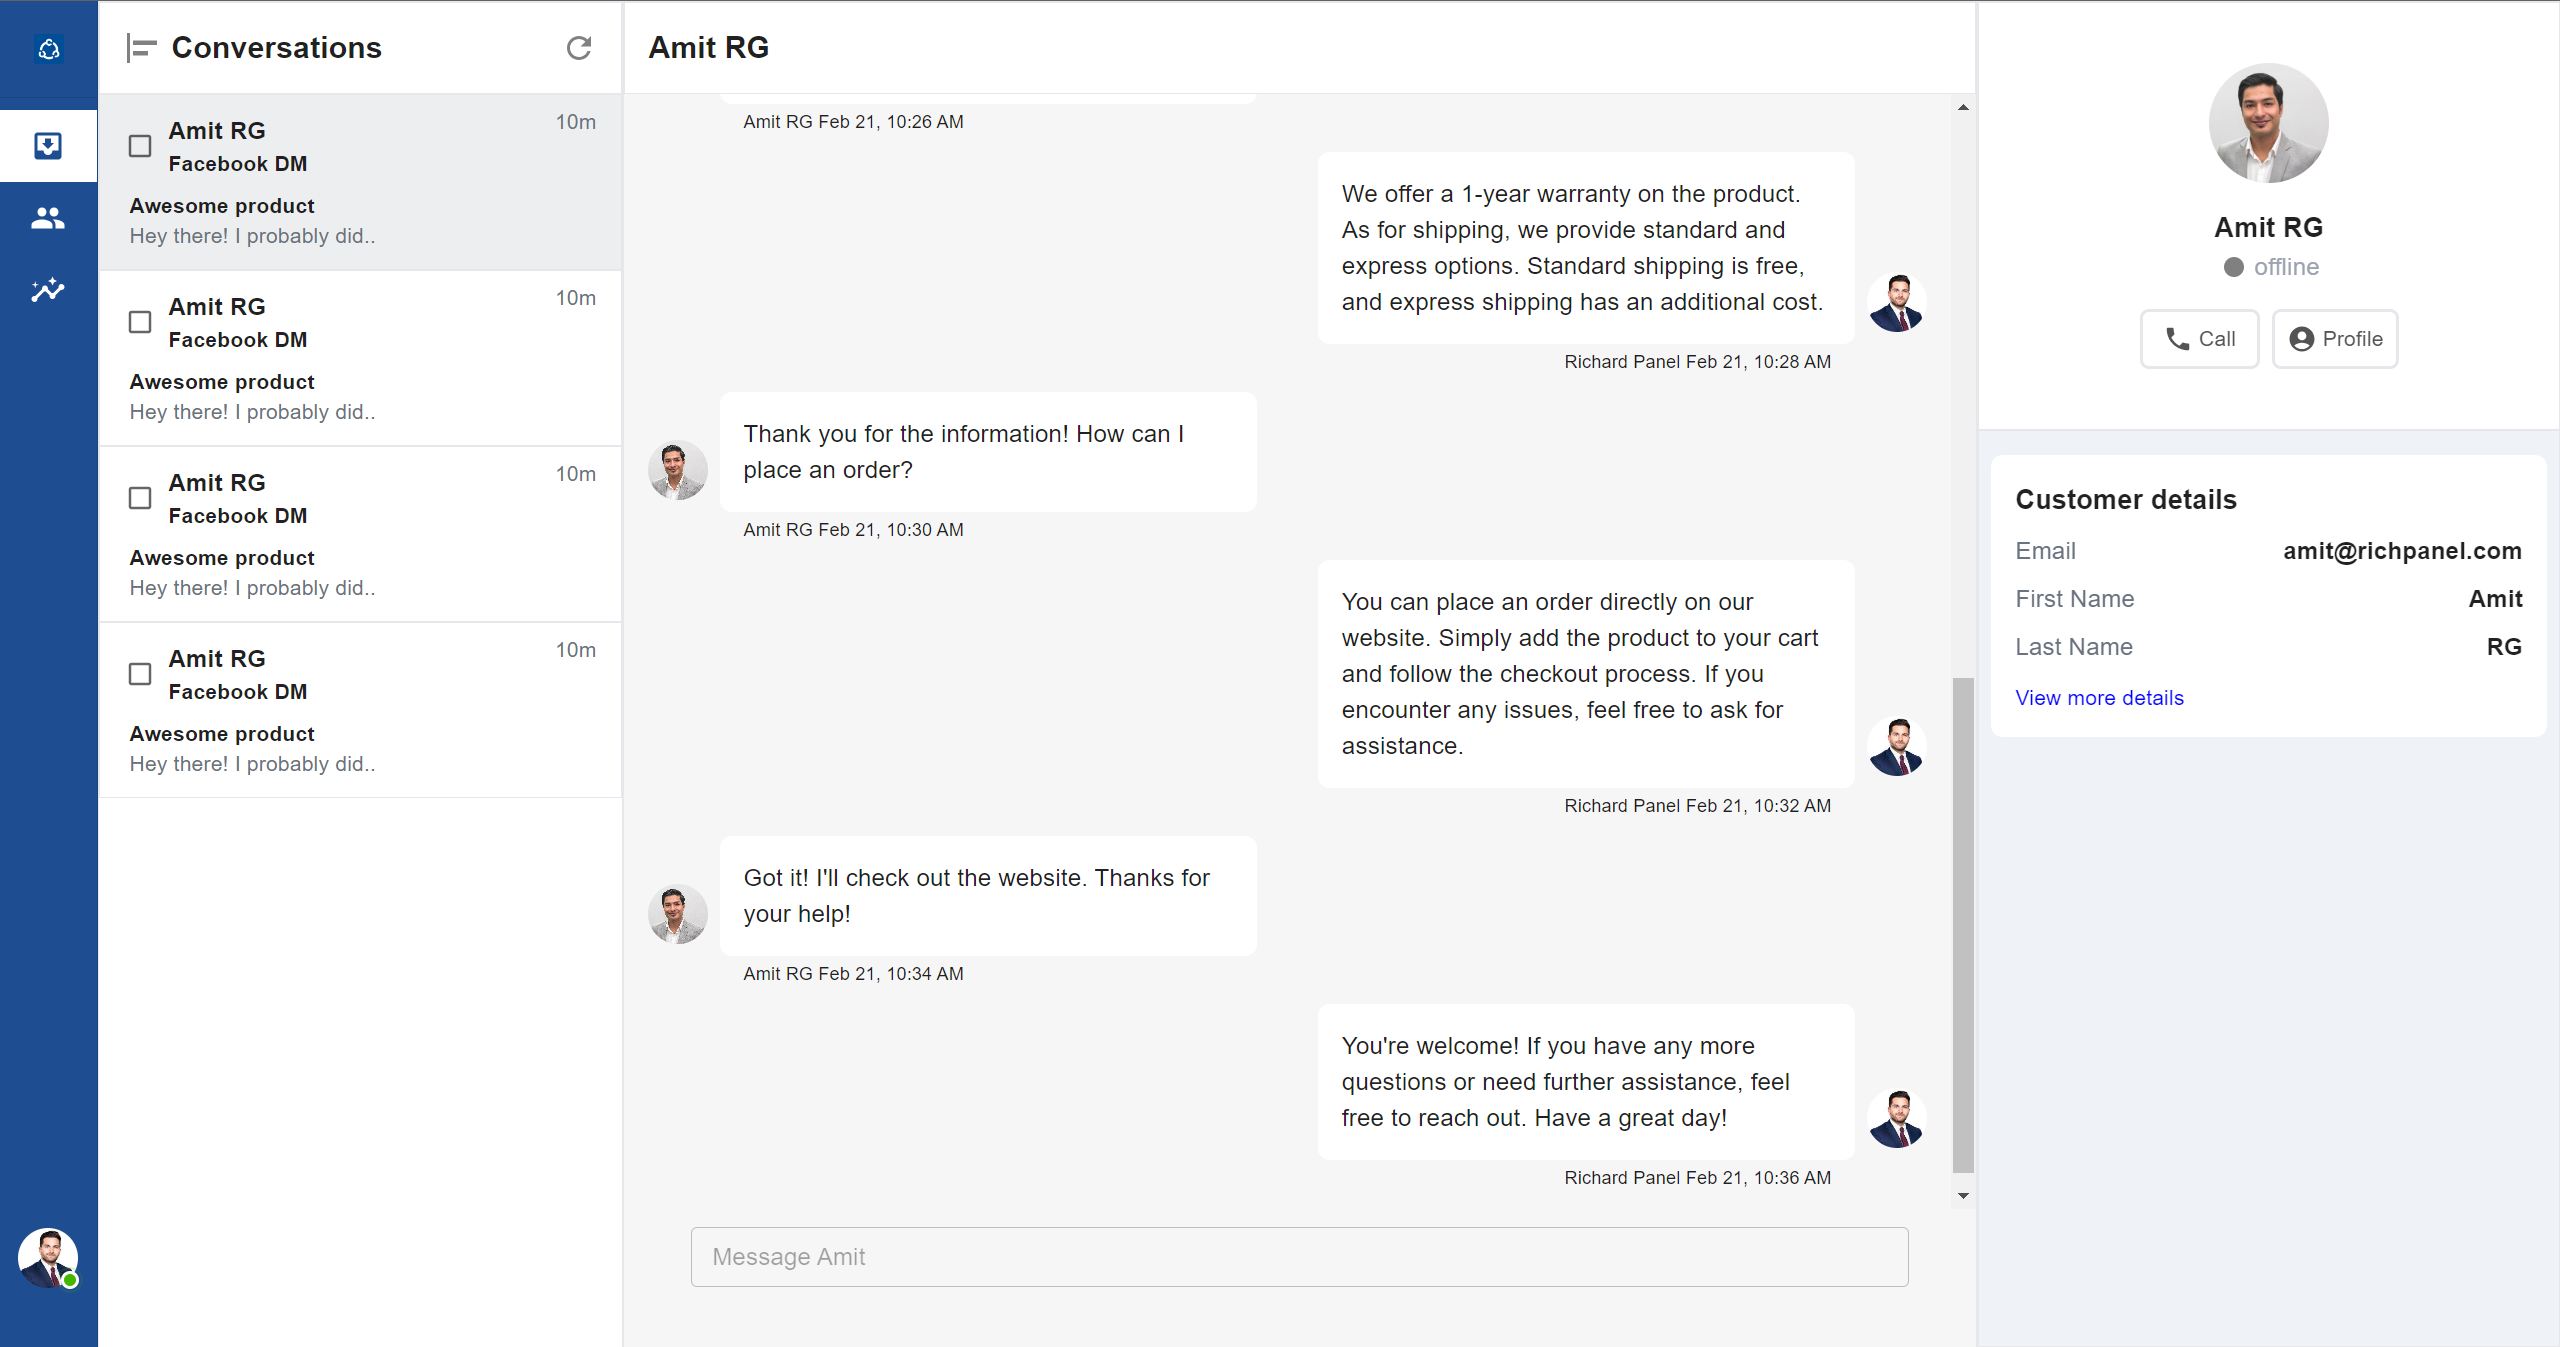 Conversations
Amit RG
10m
Facebook DM
Awesome product
Hey there! I probably did..
Amit RG
10m
Facebook DM
Awesome product
Hey there! I probably did..
Amit RG
10m
Facebook DM
Awesome product
Hey there! I probably did..
Amit RG
10m
Facebook DM
Awesome product
Hey there! I probably did..
Amit RG
Amit RG Feb 21, 10:26 AM
We offer a 1-year warranty on the product.
As for shipping, we provide standard and
express options. Standard shipping is free,
and express shipping has an additional cost.
Richard Panel Feb 21, 10:28 AM
Thank you for the information! How can I
place an order?
Amit RG Feb 21, 10:30 AM
You can place an order directly on our
website. Simply add the product to your cart
and follow the checkout process. If you
encounter any issues, feel free to ask for
assistance.
Richard Panel Feb 21, 10:32 AM
Got it! I'll check out the website. Thanks for
your help!
Amit RG Feb 21, 10:34 AM
You're welcome! If you have any more
questions or need further assistance, feel
free to reach out. Have a great day!
Richard Panel Feb 21, 10:36 AM
Message Amit
Amit RG
offline
Call
Profile
Customer details
Email amit@richpanel.com
First Name Amit
Last Name RG
View more details